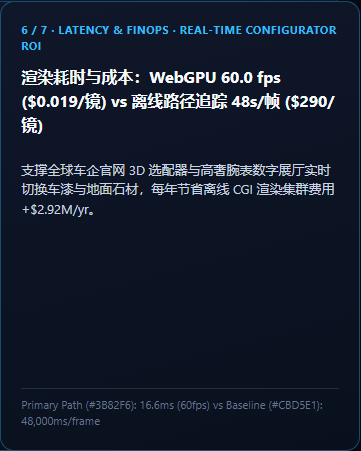 6 / 7 · LATENCY & FINOPS · REAL-TIME CONFIGURATOR
ROI
渲染耗时与成本：WebGPU 60.0 fps
($0.019/镜) vs 离线路径追踪 48s/帧 ($290/
镜)
支撑全球车企官网 3D 选配器与高奢腕表数字展厅实时
切换车漆与地面石材，每年节省离线 CGI 渲染集群费用
+$2.92M/yr。
Primary Path (#3B82F6): 16.6ms (60fps) vs Baseline (#CBD5E1):
48,000ms/frame